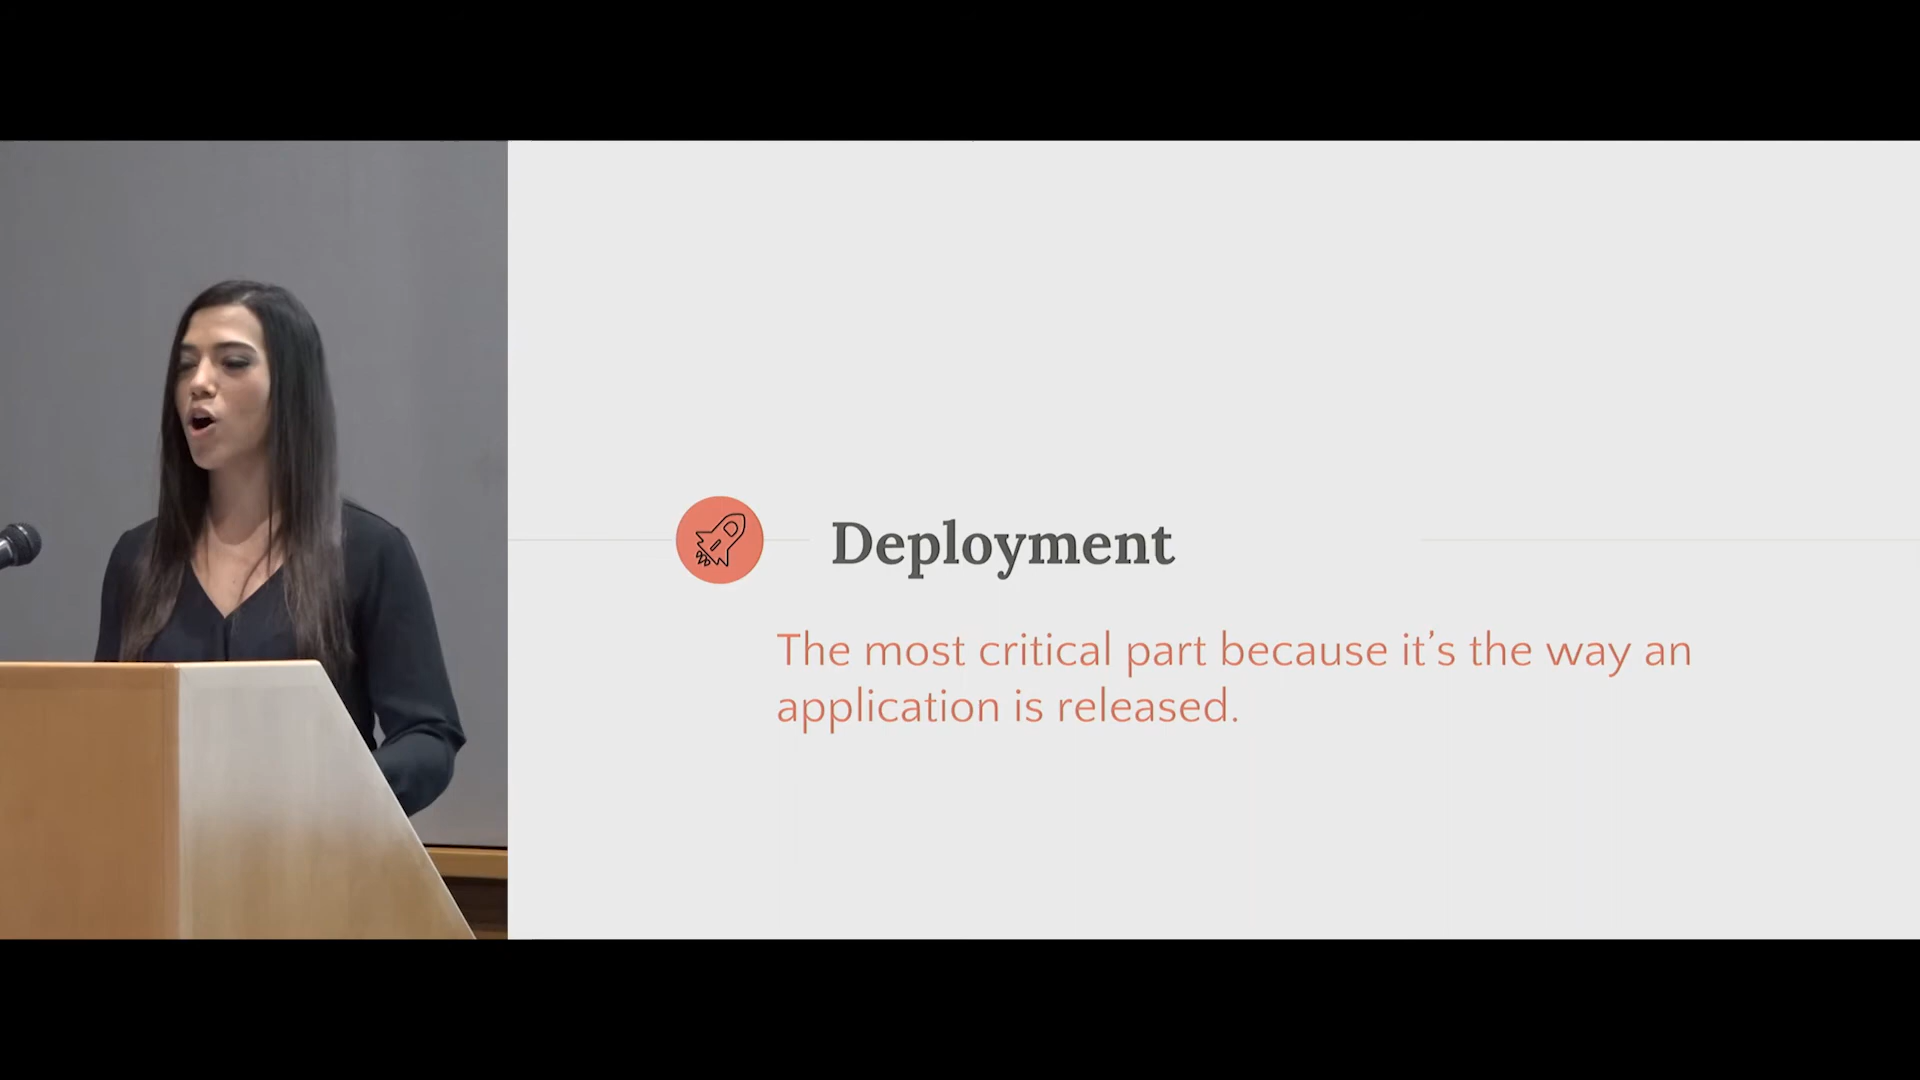 Deployment
The most critical part because it’s the way an
application is released.